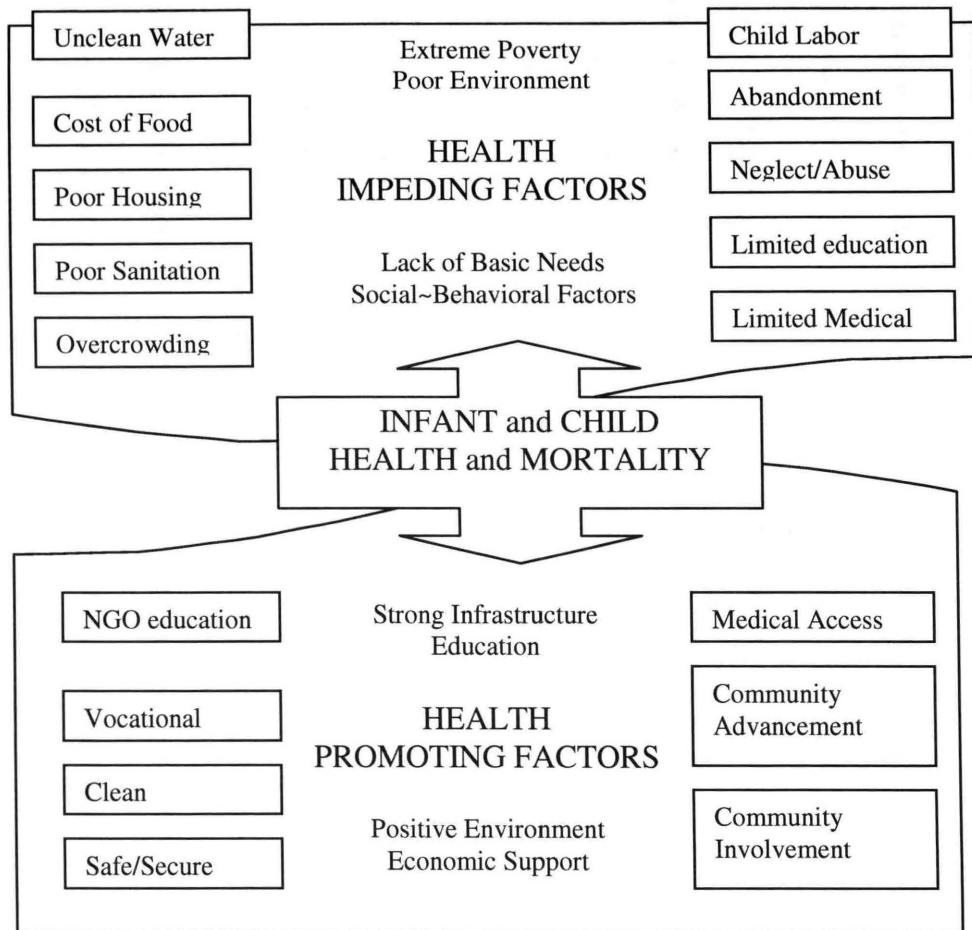 Unclean Water
Cost of Food
Poor Housing
Poor Sanitation
Overcrowding
Extreme Poverty
Poor Environment
HEALTH
IMPEDING FACTORS
Lack of Basic Needs
Social~Behavioral Factors
Child Labor
Abandonment
Neglect/Abuse
Limited education
Limited Medical
INFANT and CHILD
HEALTH and MORTALITY
NGO education
Vocational
Clean
Safe/Secure
Strong Infrastructure
Education
HEALTH
PROMOTING FACTORS
Positive Environment
Economic Support
Medical Access
Community
Advancement
Community
Involvement